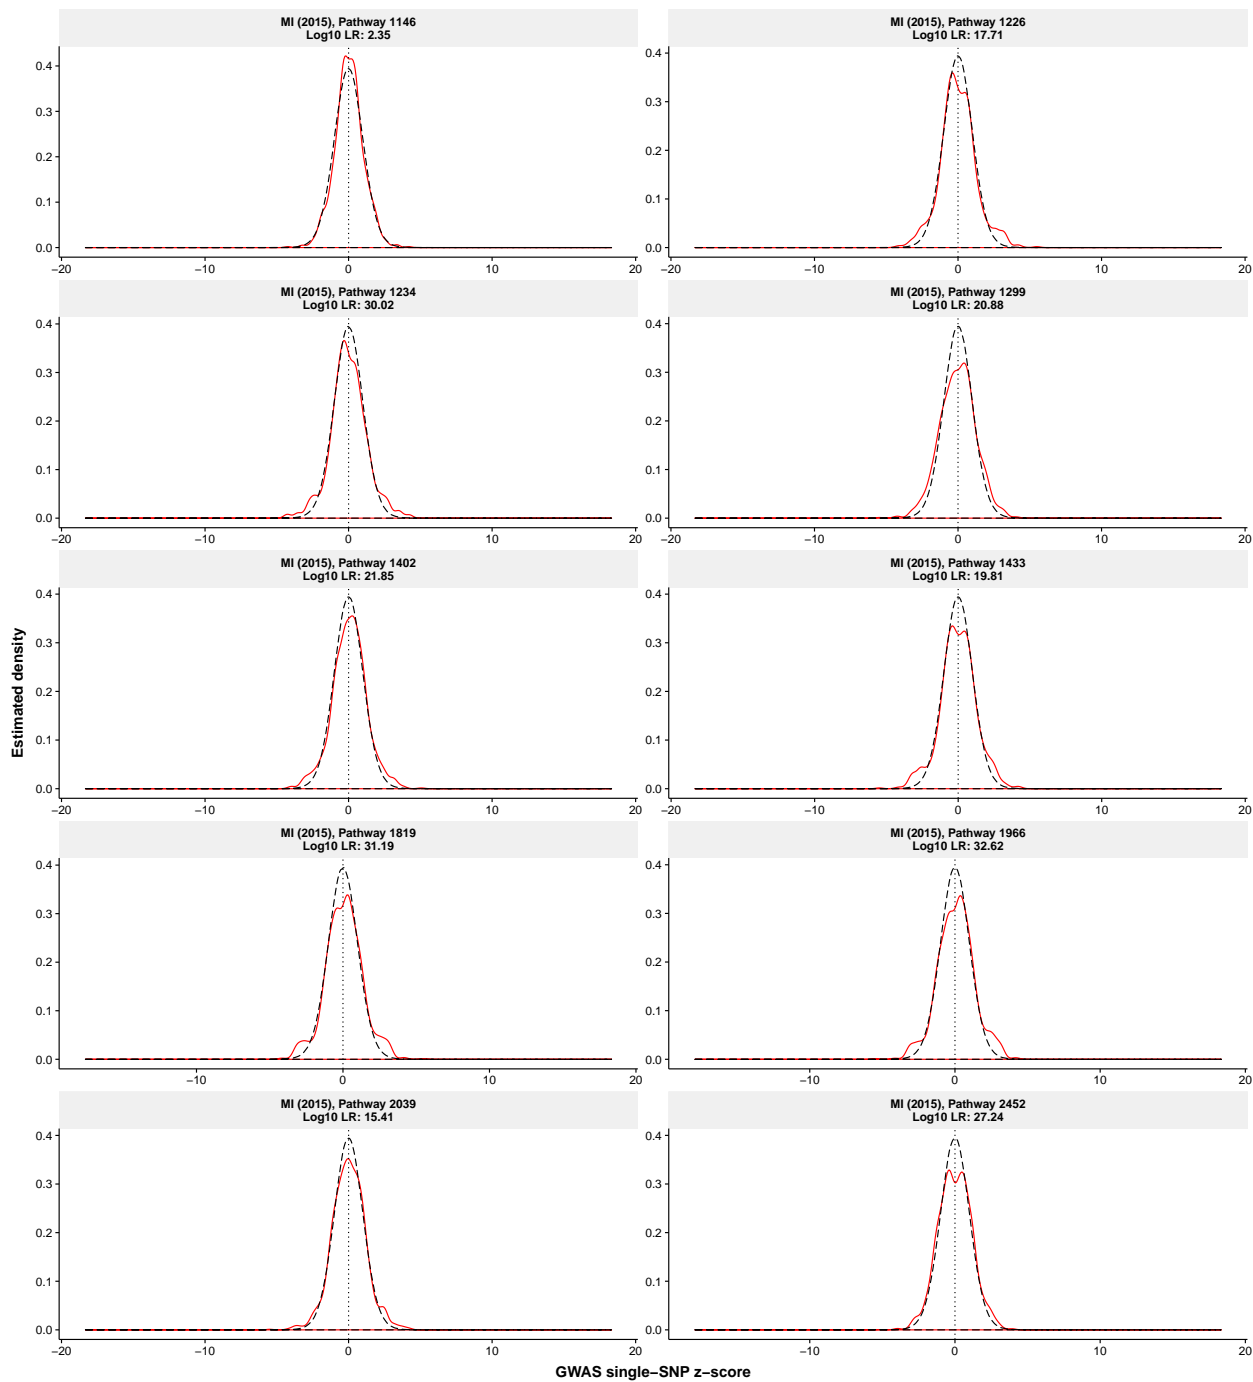 MI (2015), Pathway 1146
Log10 LR: 2.35
0.4
0.3
0.2
0.1
0.0
−20 −10 0 10 20
MI (2015), Pathway 1226
Log10 LR: 17.71
0.4
0.3
0.2
0.1
0.0
−20 −10 0 10 20
MI (2015), Pathway 1234
Log10 LR: 30.02
0.4
0.3
0.2
0.1
0.0
−20 −10 0 10 20
MI (2015), Pathway 1299
Log10 LR: 20.88
0.4
0.3
0.2
0.1
0.0
−20 −10 0 10 20
MI (2015), Pathway 1402
Log10 LR: 21.85
0.4
0.3
0.2
0.1
0.0
−20 −10 0 10 20
MI (2015), Pathway 1433
Log10 LR: 19.81
0.4
0.3
0.2
0.1
0.0
−20 −10 0 10 20
Estimated density
MI (2015), Pathway 1819
Log10 LR: 31.19
0.4
0.3
0.2
0.1
0.0
−10 0 10 20
MI (2015), Pathway 1966
Log10 LR: 32.62
0.4
0.3
0.2
0.1
0.0
−10 0 10 20
MI (2015), Pathway 2039
Log10 LR: 15.41
0.4
0.3
0.2
0.1
0.0
−20 −10 0 10 20
MI (2015), Pathway 2452
Log10 LR: 27.24
0.4
0.3
0.2
0.1
0.0
−10 0 10 20
GWAS single−SNP z−score